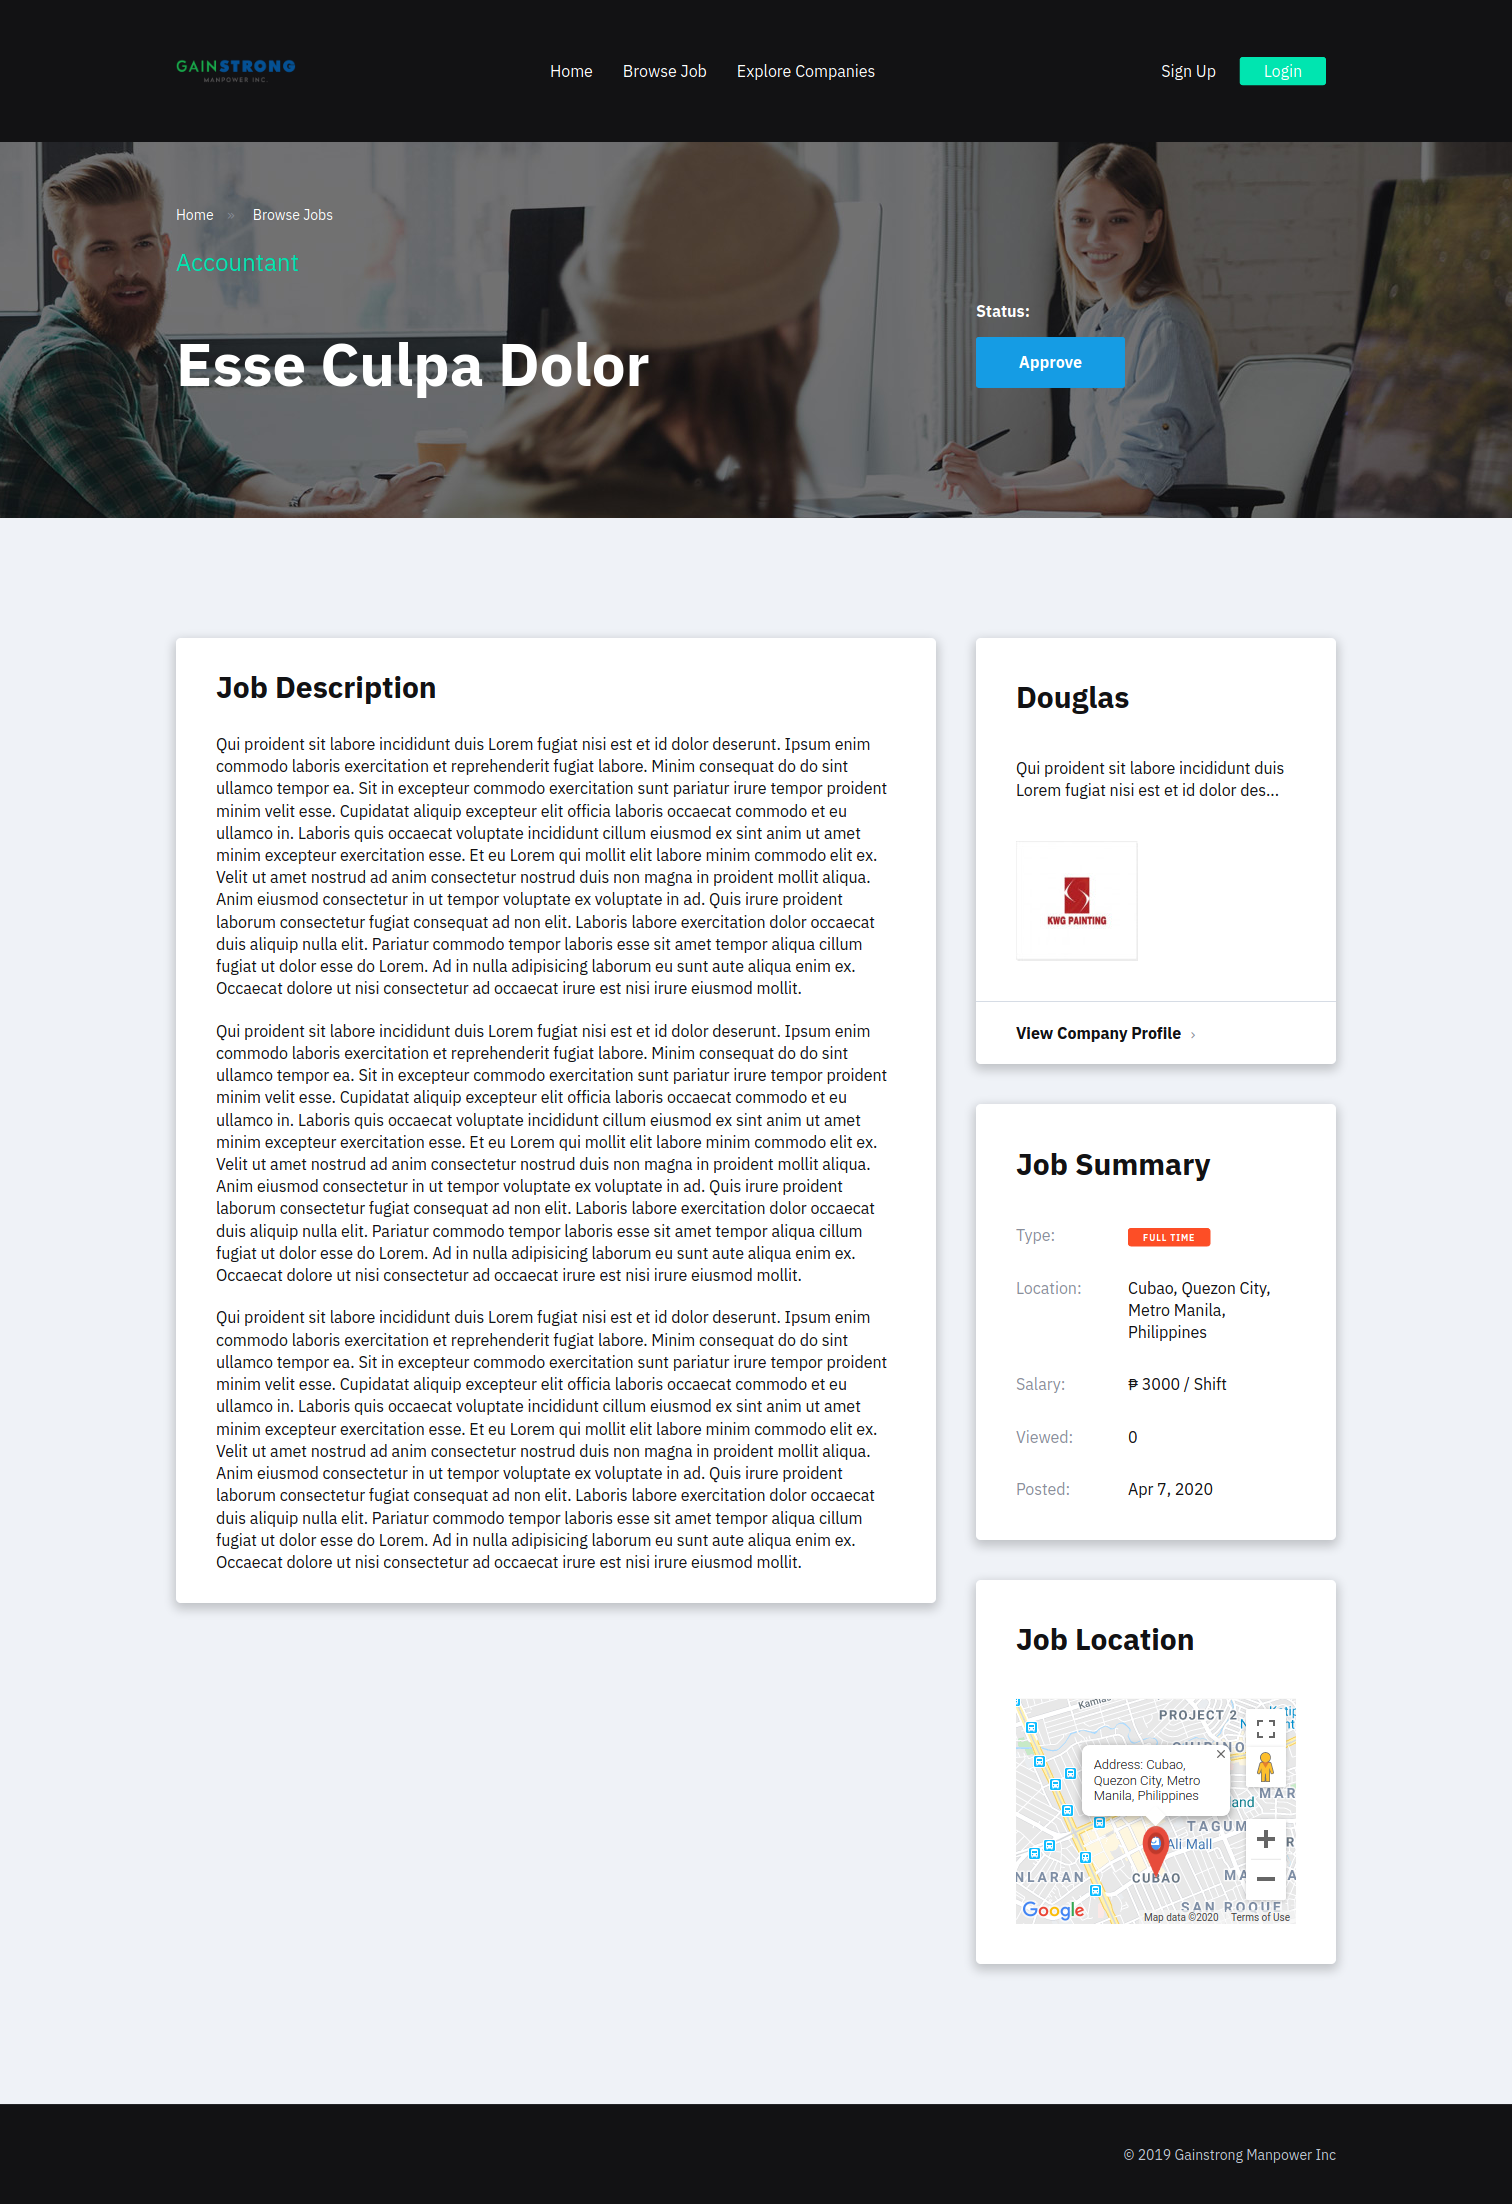 GAINSTRONG
MANPOWER INC.
Home
Browse Job
Explore Companies
Sign Up
Login
Home » Browse Jobs
Accountant
Esse Culpa Dolor
Status:
Approve
Job Description
Qui proident sit labore incididunt duis Lorem fugiat nisi est et id dolor deserunt. Ipsum enim
commodo laboris exercitation et reprehenderit fugiat labore. Minim consequat do do sint
ullamco tempor ea. Sit in excepteur commodo exercitation sunt pariatur irure tempor proident
minim velit esse. Cupidatat aliquip excepteur elit officia laboris occaecat commodo et eu
ullamco in. Laboris quis occaecat voluptate incididunt cillum eiusmod ex sint anim ut amet
minim excepteur exercitation esse. Et eu Lorem qui mollit elit labore minim commodo elit ex.
Velit ut amet nostrud ad anim consectetur nostrud duis non magna in proident mollit aliqua.
Anim eiusmod consectetur in ut tempor voluptate ex voluptate in ad. Quis irure proident
laborum consectetur fugiat consequat ad non elit. Laboris labore exercitation dolor occaecat
duis aliquip nulla elit. Pariatur commodo tempor laboris esse sit amet tempor aliqua cillum
fugiat ut dolor esse do Lorem. Ad in nulla adipisicing laborum eu sunt aute aliqua enim ex.
Occaecat dolore ut nisi consectetur ad occaecat irure est nisi irure eiusmod mollit.
Qui proident sit labore incididunt duis Lorem fugiat nisi est et id dolor deserunt. Ipsum enim
commodo laboris exercitation et reprehenderit fugiat labore. Minim consequat do do sint
ullamco tempor ea. Sit in excepteur commodo exercitation sunt pariatur irure tempor proident
minim velit esse. Cupidatat aliquip excepteur elit officia laboris occaecat commodo et eu
ullamco in. Laboris quis occaecat voluptate incididunt cillum eiusmod ex sint anim ut amet
minim excepteur exercitation esse. Et eu Lorem qui mollit elit labore minim commodo elit ex.
Velit ut amet nostrud ad anim consectetur nostrud duis non magna in proident mollit aliqua.
Anim eiusmod consectetur in ut tempor voluptate ex voluptate in ad. Quis irure proident
laborum consectetur fugiat consequat ad non elit. Laboris labore exercitation dolor occaecat
duis aliquip nulla elit. Pariatur commodo tempor laboris esse sit amet tempor aliqua cillum
fugiat ut dolor esse do Lorem. Ad in nulla adipisicing laborum eu sunt aute aliqua enim ex.
Occaecat dolore ut nisi consectetur ad occaecat irure est nisi irure eiusmod mollit.
Qui proident sit labore incididunt duis Lorem fugiat nisi est et id dolor deserunt. Ipsum enim
commodo laboris exercitation et reprehenderit fugiat labore. Minim consequat do do sint
ullamco tempor ea. Sit in excepteur commodo exercitation sunt pariatur irure tempor proident
minim velit esse. Cupidatat aliquip excepteur elit officia laboris occaecat commodo et eu
ullamco in. Laboris quis occaecat voluptate incididunt cillum eiusmod ex sint anim ut amet
minim excepteur exercitation esse. Et eu Lorem qui mollit elit labore minim commodo elit ex.
Velit ut amet nostrud ad anim consectetur nostrud duis non magna in proident mollit aliqua.
Anim eiusmod consectetur in ut tempor voluptate ex voluptate in ad. Quis irure proident
laborum consectetur fugiat consequat ad non elit. Laboris labore exercitation dolor occaecat
duis aliquip nulla elit. Pariatur commodo tempor laboris esse sit amet tempor aliqua cillum
fugiat ut dolor esse do Lorem. Ad in nulla adipisicing laborum eu sunt aute aliqua enim ex.
Occaecat dolore ut nisi consectetur ad occaecat irure est nisi irure eiusmod mollit.
Douglas
Qui proident sit labore incididunt duis
Lorem fugiat nisi est et id dolor des...
KWG PAINTING
View Company Profile ›
Job Summary
Type: FULL TIME
Location: Cubao, Quezon City,
Metro Manila,
Philippines
Salary: ₱ 3000 / Shift
Viewed: 0
Posted: Apr 7, 2020
Job Location
PROJECT 2
Address: Cubao,
Quezon City, Metro
Manila, Philippines
MAR
TAGUM
Ali Mall
NLARAN
CUBAO
SAN ROQUE
Google
Map data ©2020 Terms of Use
© 2019 Gainstrong Manpower Inc